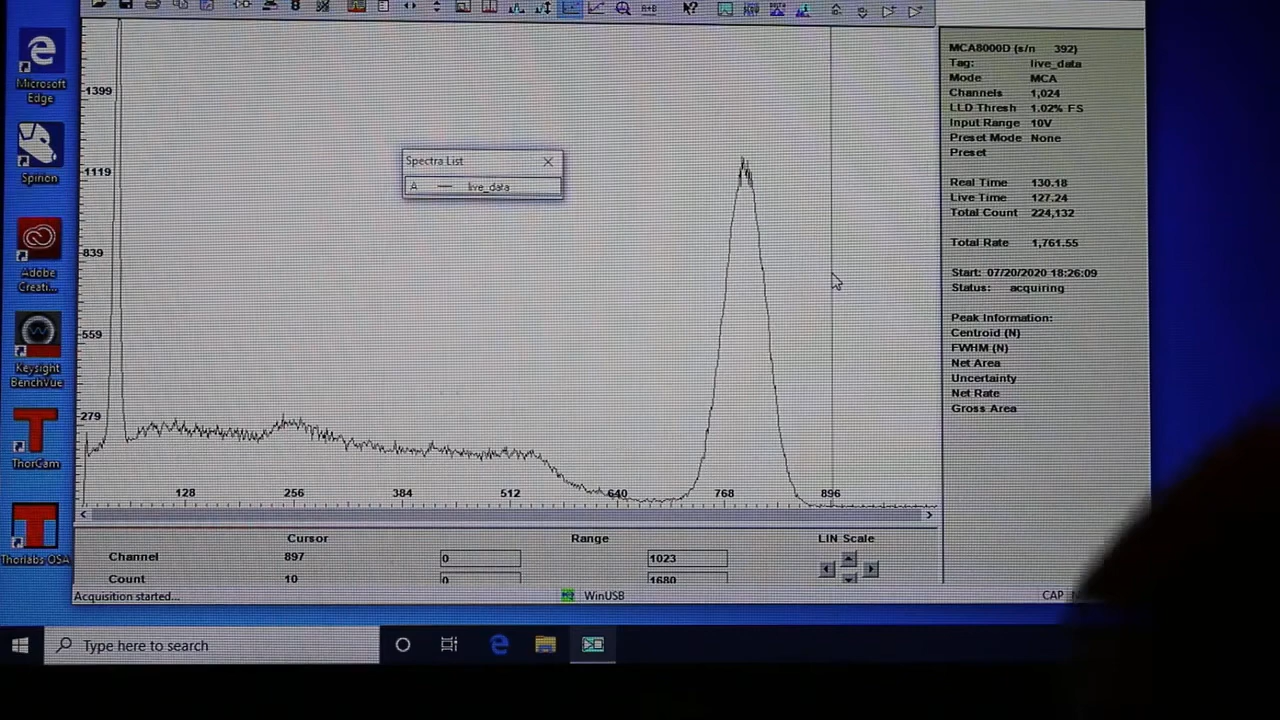 Microsoft
Edge
Spirion
Adobe
Creati...
Keysight
BenchVue
ThorCam
Thorlabs OSA
1399
1119
839
559
279
128
256
384
512
640
768
896
Spectra List
A
live_data
MCA8000D (s/n 392)
Tag: live_data
Mode MCA
Channels 1,024
LLD Thresh 1.02% FS
Input Range 10V
Preset Mode None
Preset
Real Time 130.18
Live Time 127.24
Total Count 224,132
Total Rate 1,761.55
Start: 07/20/2020 18:26:09
Status: acquiring
Peak Information:
Centroid (N)
FWHM (N)
Net Area
Uncertainty
Net Rate
Gross Area
Cursor Range LIN Scale
Channel 897 0 1023
Count 10 0 1680
Acquisition started... WinUSB CAP
Type here to search